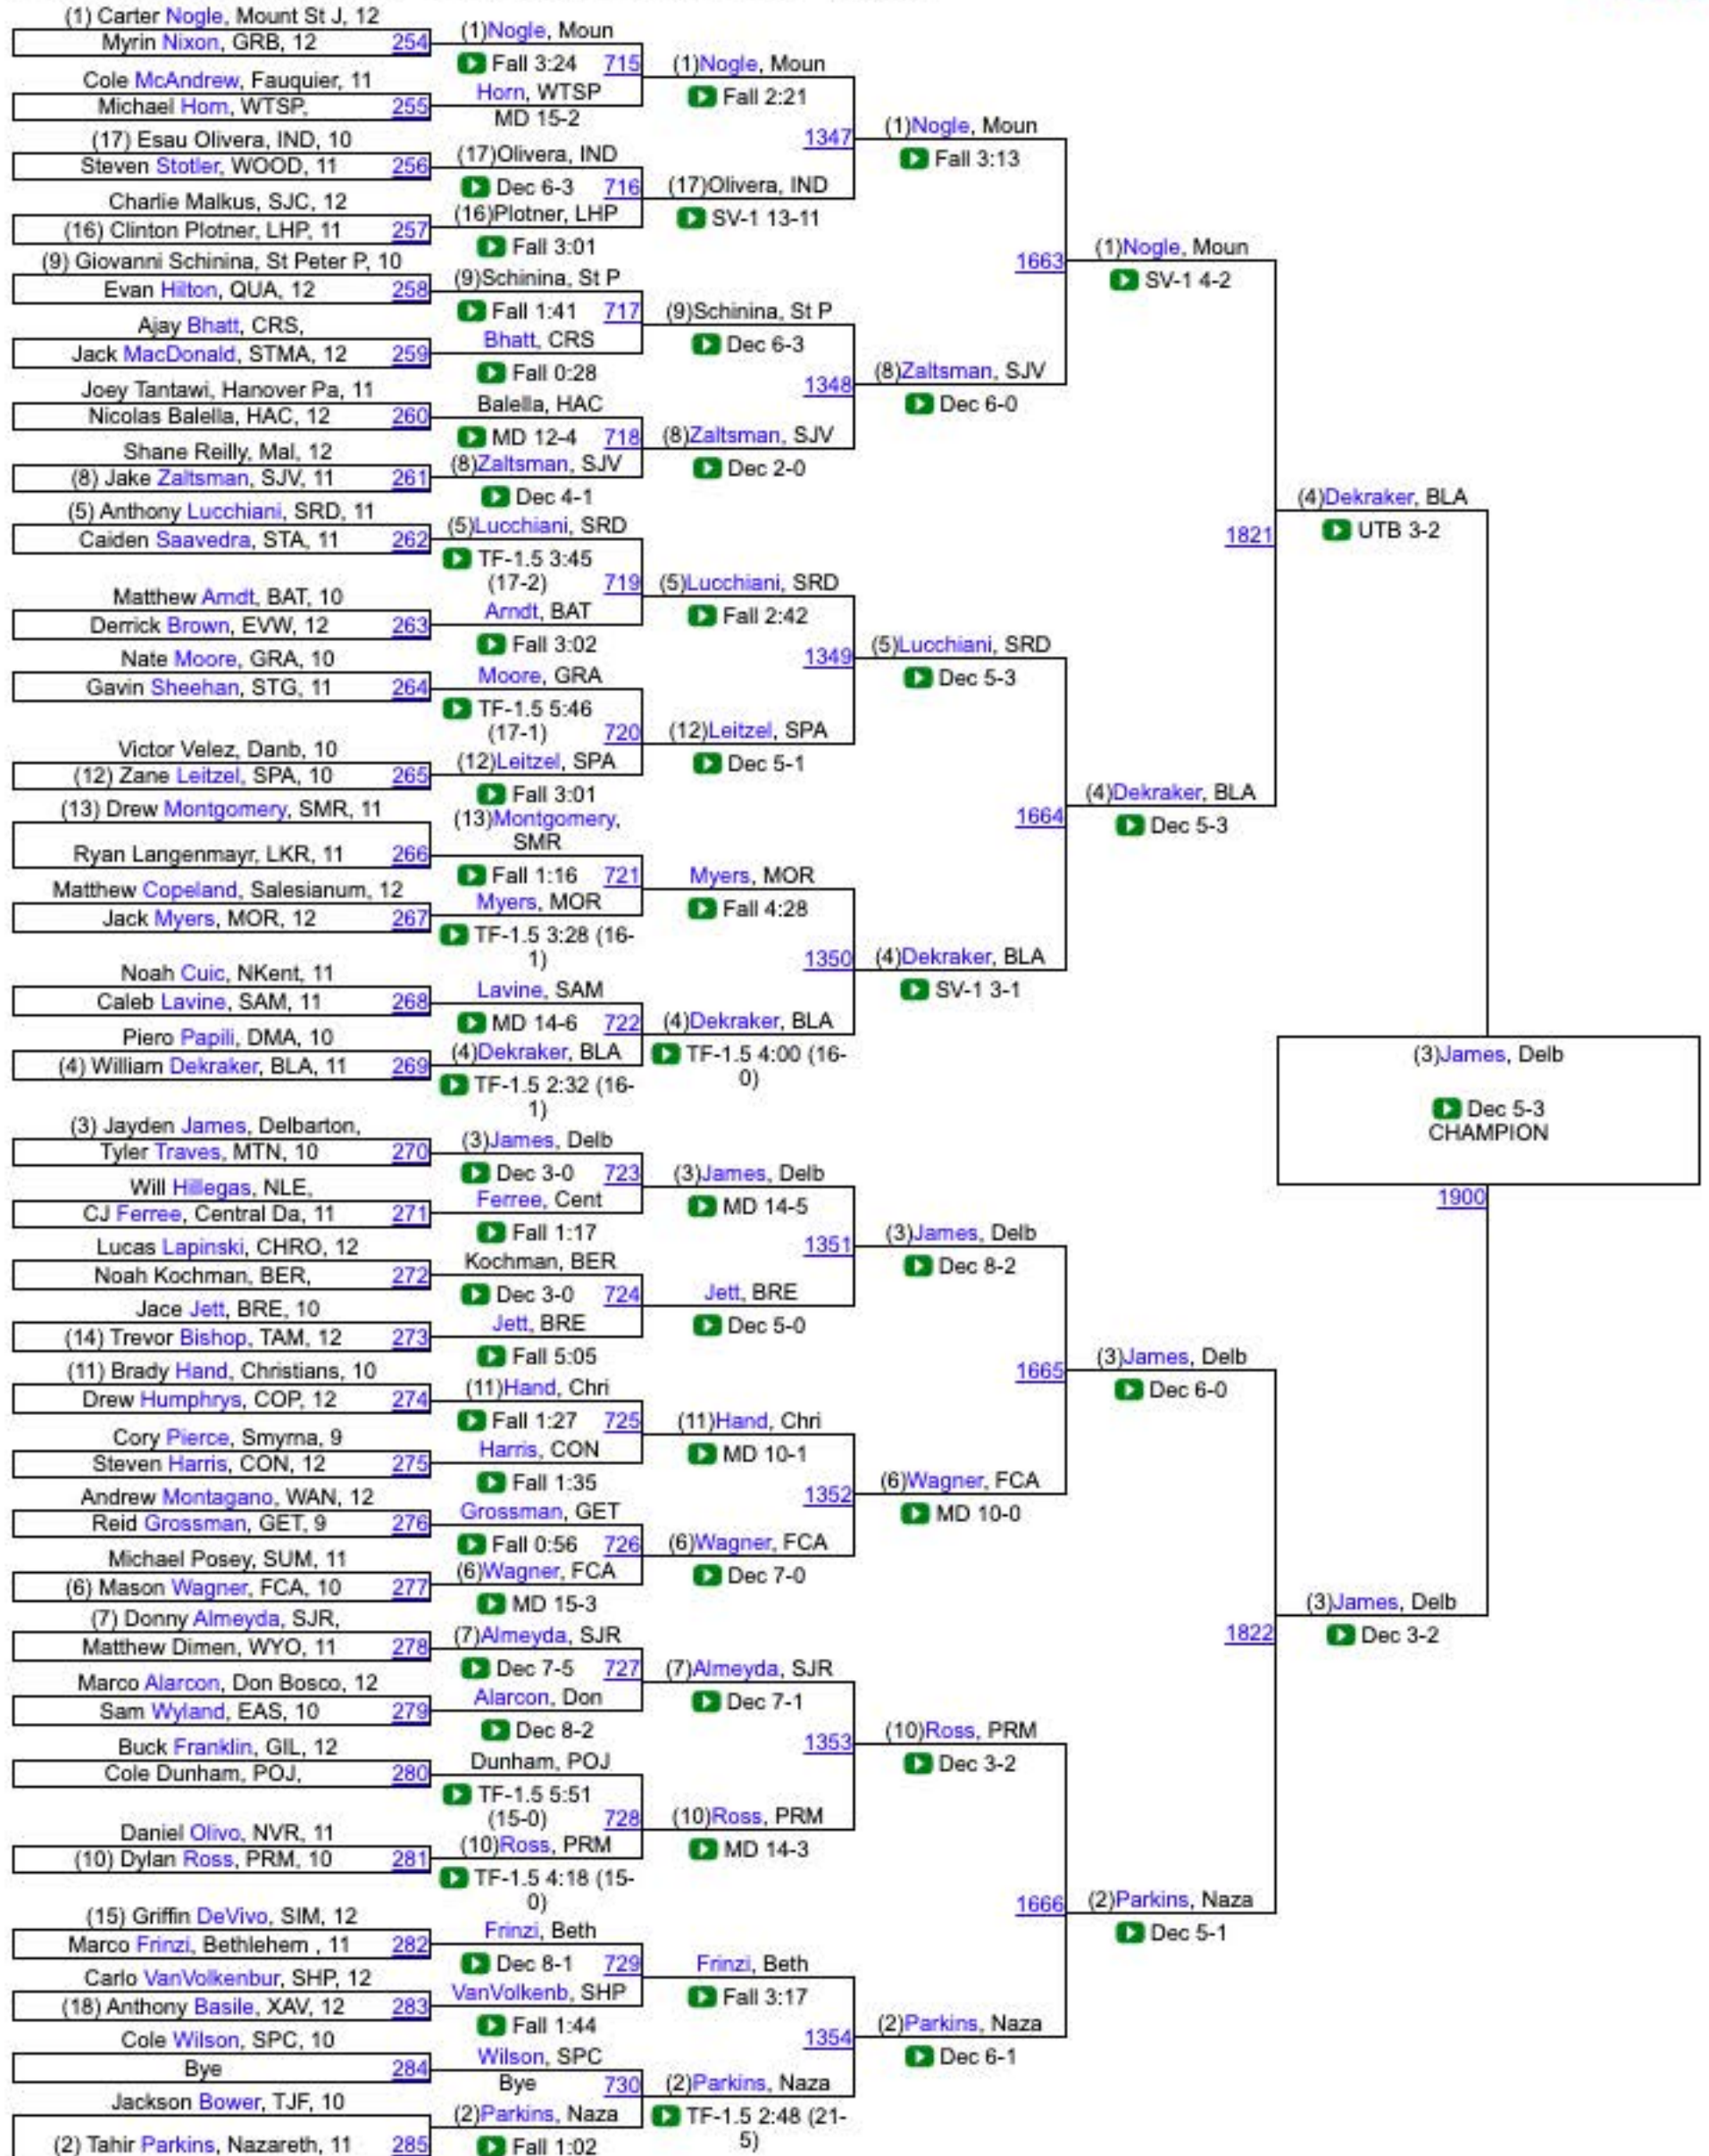 (1) Carter Nogle, Mount St J, 12
Myrin Nixon, GRB, 12 254
Cole McAndrew, Fauquier, 11
Michael Horn, WTSP, 255
(17) Esau Olivera, IND, 10
Steven Stotler, WOOD, 11 256
Charlie Malkus, SJC, 12
(16) Clinton Plotner, LHP, 11 257
(9) Giovanni Schinina, St Peter P, 10
Evan Hilton, QUA, 12 258
Ajay Bhatt, CRS,
Jack MacDonald, STMA, 12 259
Joey Tantawi, Hanover Pa, 11
Nicolas Balella, HAC, 12 260
Shane Reilly, Mal, 12
(8) Jake Zaltsman, SJV, 11 261
(5) Anthony Lucchiani, SRD, 11
Caiden Saavedra, STA, 11 262
Matthew Arndt, BAT, 10
Derrick Brown, EVW, 12 263
Nate Moore, GRA, 10
Gavin Sheehan, STG, 11 264
Victor Velez, Danb, 10
(12) Zane Leitzel, SPA, 10 265
(13) Drew Montgomery, SMR, 11
Ryan Langenmayr, LKR, 11 266
Matthew Copeland, Salesianum, 12
Jack Myers, MOR, 12 267
Noah Cuic, NKent, 11
Caleb Lavine, SAM, 11 268
Piero Papili, DMA, 10
(4) William Dekraker, BLA, 11 269
(3) Jayden James, Delbarton,
Tyler Traves, MTN, 10 270
Will Hillegas, NLE,
CJ Ferree, Central Da, 11 271
Lucas Lapinski, CHRO, 12
Noah Kochman, BER, 272
Jace Jett, BRE, 10
(14) Trevor Bishop, TAM, 12 273
(11) Brady Hand, Christians, 10
Drew Humphrys, COP, 12 274
Cory Pierce, Smyrna, 9
Steven Harris, CON, 12 275
Andrew Montagano, WAN, 12
Reid Grossman, GET, 9 276
Michael Posey, SUM, 11
(6) Mason Wagner, FCA, 10 277
(7) Donny Almeyda, SJR,
Matthew Dimen, WYO, 11 278
Marco Alarcon, Don Bosco, 12
Sam Wyland, EAS, 10 279
Buck Franklin, GIL, 12
Cole Dunham, POJ, 280
Daniel Olivo, NVR, 11
(10) Dylan Ross, PRM, 10 281
(15) Griffin DeVivo, SIM, 12
Marco Frinzi, Bethlehem , 11 282
Carlo VanVolkenbur, SHP, 12
(18) Anthony Basile, XAV, 12 283
Cole Wilson, SPC, 10
Bye 284
Jackson Bower, TJF, 10
(2) Tahir Parkins, Nazareth, 11 285
(1)Nogle, Moun
Fall 3:24 715
Horn, WTSP
MD 15-2
(17)Olivera, IND
Dec 6-3 716
(16)Plotner, LHP
Fall 3:01
(9)Schinina, St P
Fall 1:41 717
Bhatt, CRS
Fall 0:28
Balella, HAC
MD 12-4 718
(8)Zaltsman, SJV
Dec 4-1
(5)Lucchiani, SRD
TF-1.5 3:45
(17-2) 719
Arndt, BAT
Fall 3:02
Moore, GRA
TF-1.5 5:46
(17-1) 720
(12)Leitzel, SPA
Fall 3:01
(13)Montgomery,
SMR
Fall 1:16 721
Myers, MOR
TF-1.5 3:28 (16-
1)
Lavine, SAM
MD 14-6 722
(4)Dekraker, BLA
TF-1.5 2:32 (16-
1)
(3)James, Delb
Dec 3-0 723
Ferree, Cent
Fall 1:17
Kochman, BER
Dec 3-0 724
Jett, BRE
Fall 5:05
(11)Hand, Chri
Fall 1:27 725
Harris, CON
Fall 1:35
Grossman, GET
Fall 0:56 726
(6)Wagner, FCA
MD 15-3
(7)Almeyda, SJR
Dec 7-5 727
Alarcon, Don
Dec 8-2
Dunham, POJ
TF-1.5 5:51
(15-0) 728
(10)Ross, PRM
TF-1.5 4:18 (15-
0)
Frinzi, Beth
Dec 8-1 729
VanVolkenb, SHP
Fall 1:44
Wilson, SPC
Bye 730
(2)Parkins, Naza
Fall 1:02
(1)Nogle, Moun
Fall 2:21
1347
(17)Olivera, IND
SV-1 13-11
(9)Schinina, St P
Dec 6-3
1348
(8)Zaltsman, SJV
Dec 2-0
(5)Lucchiani, SRD
Fall 2:42
1349
(12)Leitzel, SPA
Dec 5-1
Myers, MOR
Fall 4:28
1350
(4)Dekraker, BLA
TF-1.5 4:00 (16-
0)
(3)James, Delb
MD 14-5
1351
Jett, BRE
Dec 5-0
(11)Hand, Chri
MD 10-1
1352
(6)Wagner, FCA
Dec 7-0
(7)Almeyda, SJR
Dec 7-1
1353
(10)Ross, PRM
MD 14-3
Frinzi, Beth
Fall 3:17
1354
(2)Parkins, Naza
TF-1.5 2:48 (21-
5)
(1)Nogle, Moun
Fall 3:13
1663
(8)Zaltsman, SJV
Dec 6-0
(5)Lucchiani, SRD
Dec 5-3
1664
(4)Dekraker, BLA
SV-1 3-1
(3)James, Delb
Dec 8-2
1665
(6)Wagner, FCA
MD 10-0
(10)Ross, PRM
Dec 3-2
1666
(2)Parkins, Naza
Dec 6-1
(1)Nogle, Moun
SV-1 4-2
1821
(4)Dekraker, BLA
Dec 5-3
(3)James, Delb
Dec 6-0
1822
(2)Parkins, Naza
Dec 5-1
(4)Dekraker, BLA
UTB 3-2
(3)James, Delb
Dec 5-3
CHAMPION
1900
(3)James, Delb
Dec 3-2